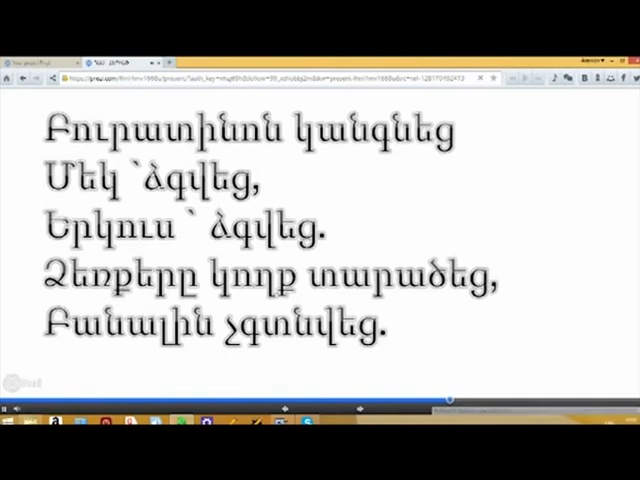 Բուրատինոն կանգնեց
Մեկ `ձգվեց,
Երկուս ` ձգվեց.
Ձեռքերը կողք տարածեց,
Բանալին չգտնվեց.